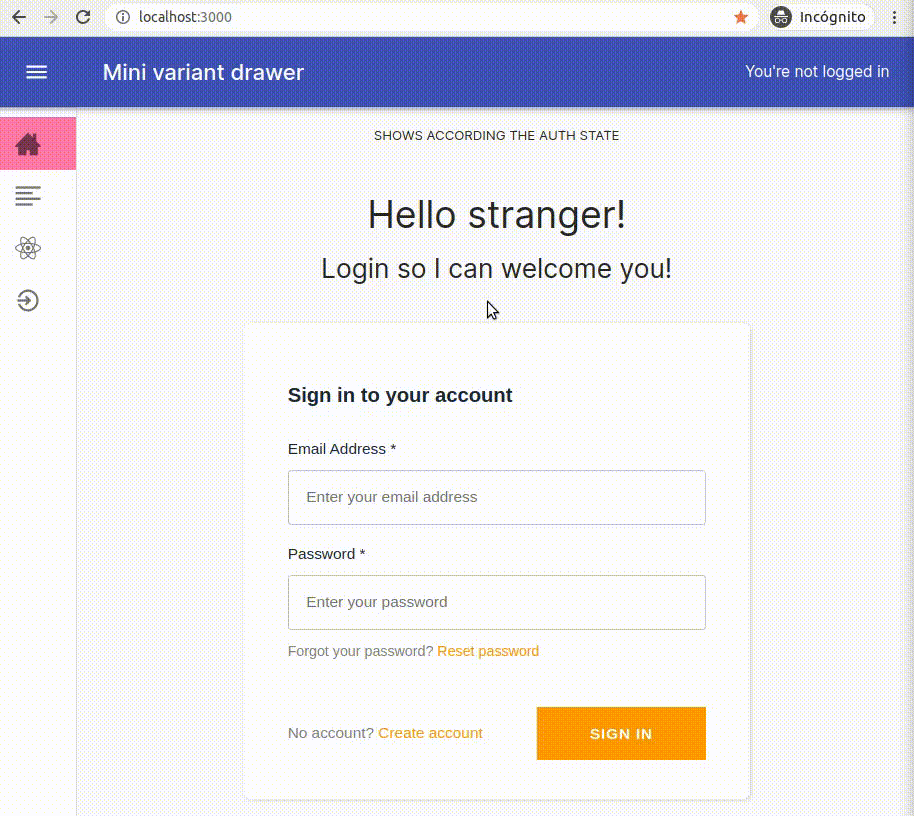 localhost:3000
Incógnito
Mini variant drawer
You're not logged in
SHOWS ACCORDING THE AUTH STATE
Hello stranger!
Login so I can welcome you!
Sign in to your account
Email Address *
Enter your email address
Password *
Enter your password
Forgot your password? Reset password
No account? Create account
SIGN IN